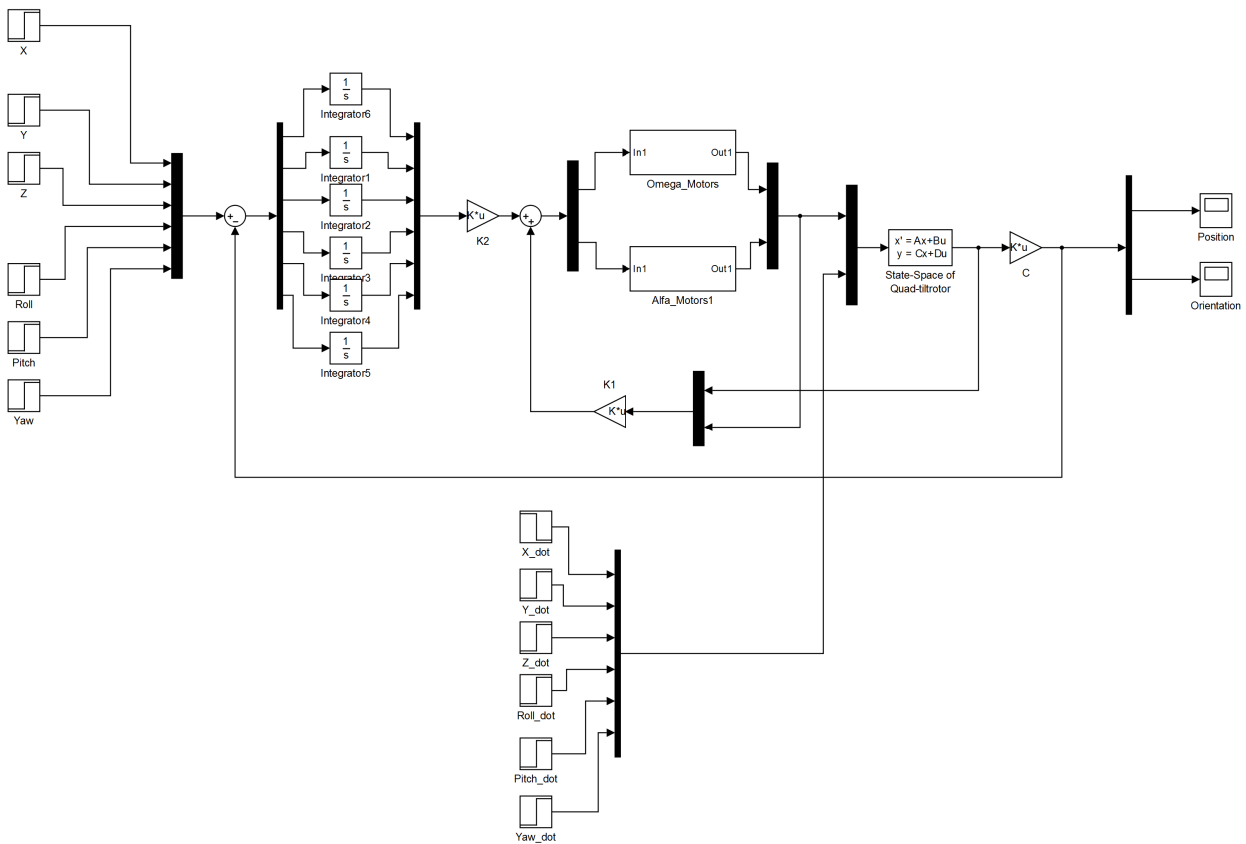 X
Y
Z
Roll
Pitch
Yaw
+
−
1
s
Integrator6
1
s
Integrator1
1
s
Integrator2
1
s
Integrator3
1
s
Integrator4
1
s
Integrator5
K*u
K2
+
+
In1 Out1
Omega_Motors
In1 Out1
Alfa_Motors1
K1
K*u
x' = Ax+Bu
y = Cx+Du
State-Space of
Quad-tiltrotor
K*u
C
Position
Orientation
X_dot
Y_dot
Z_dot
Roll_dot
Pitch_dot
Yaw_dot